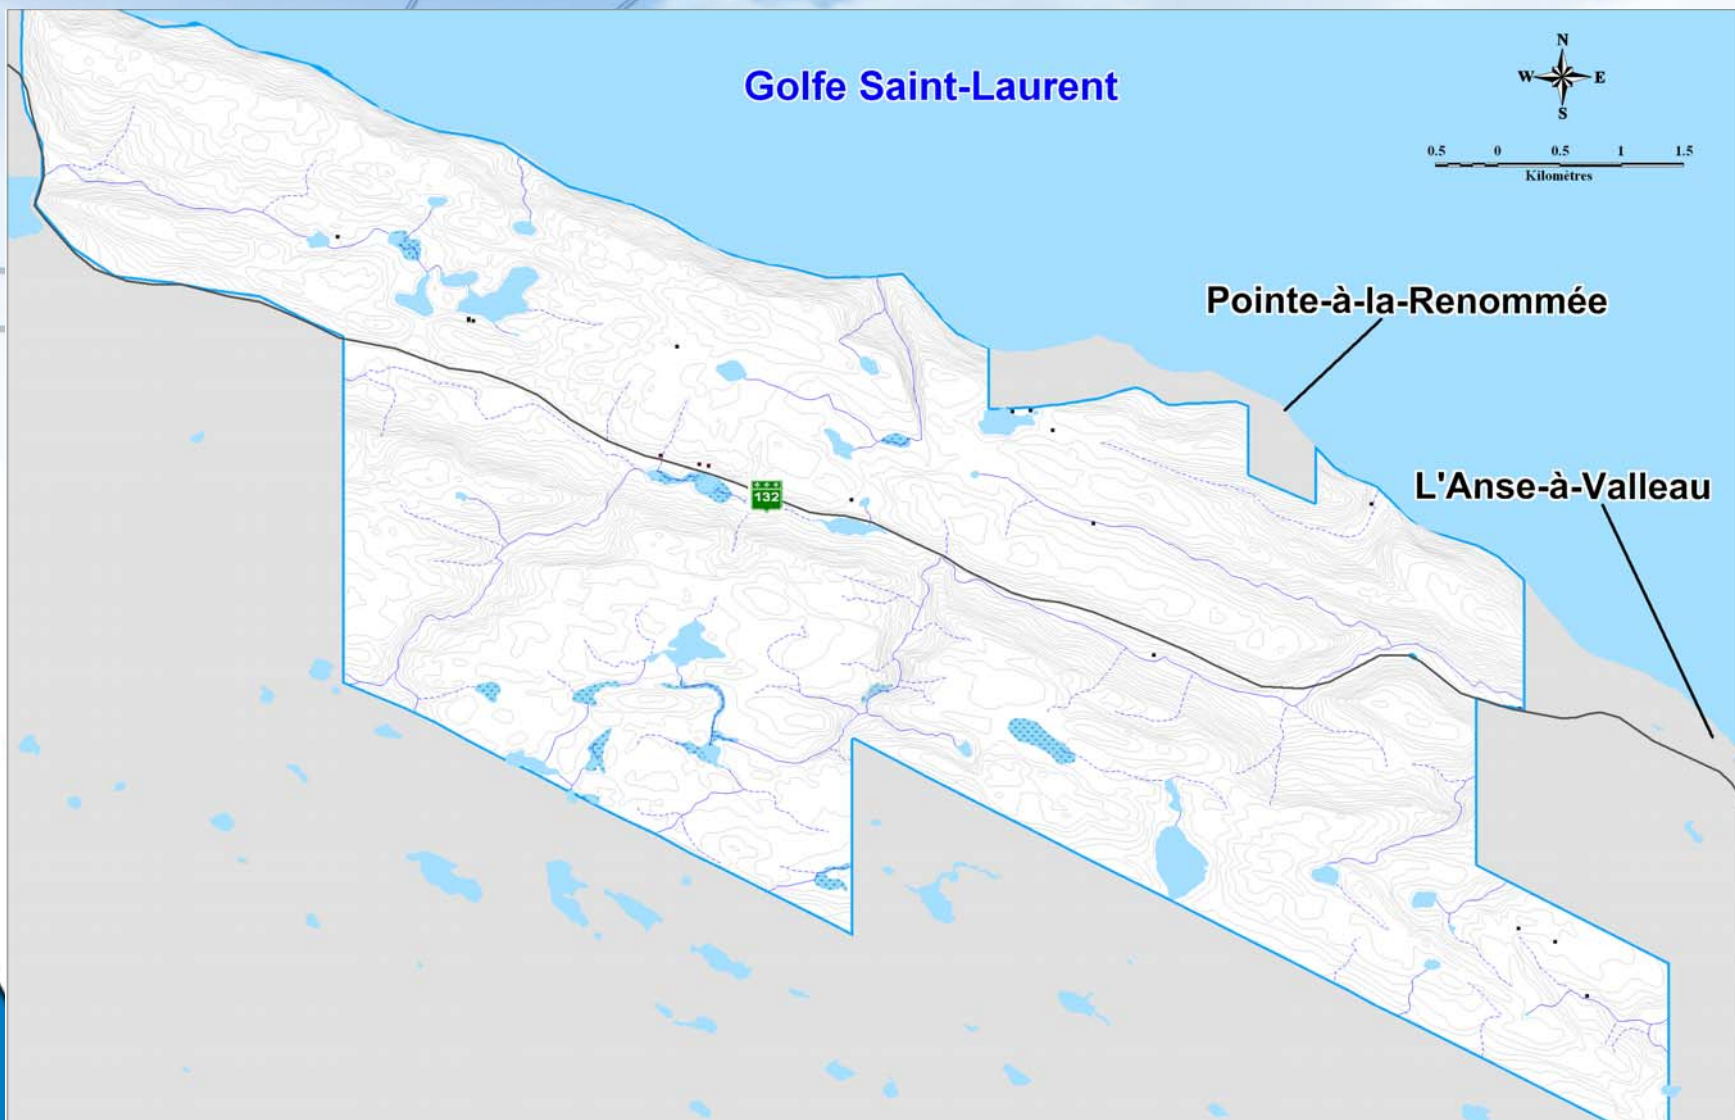 Golfe Saint-Laurent
N
W E
S
0.5 0 0.5 1 1.5
Kilomètres
Pointe-à-la-Renommée
L'Anse-à-Valleau
132